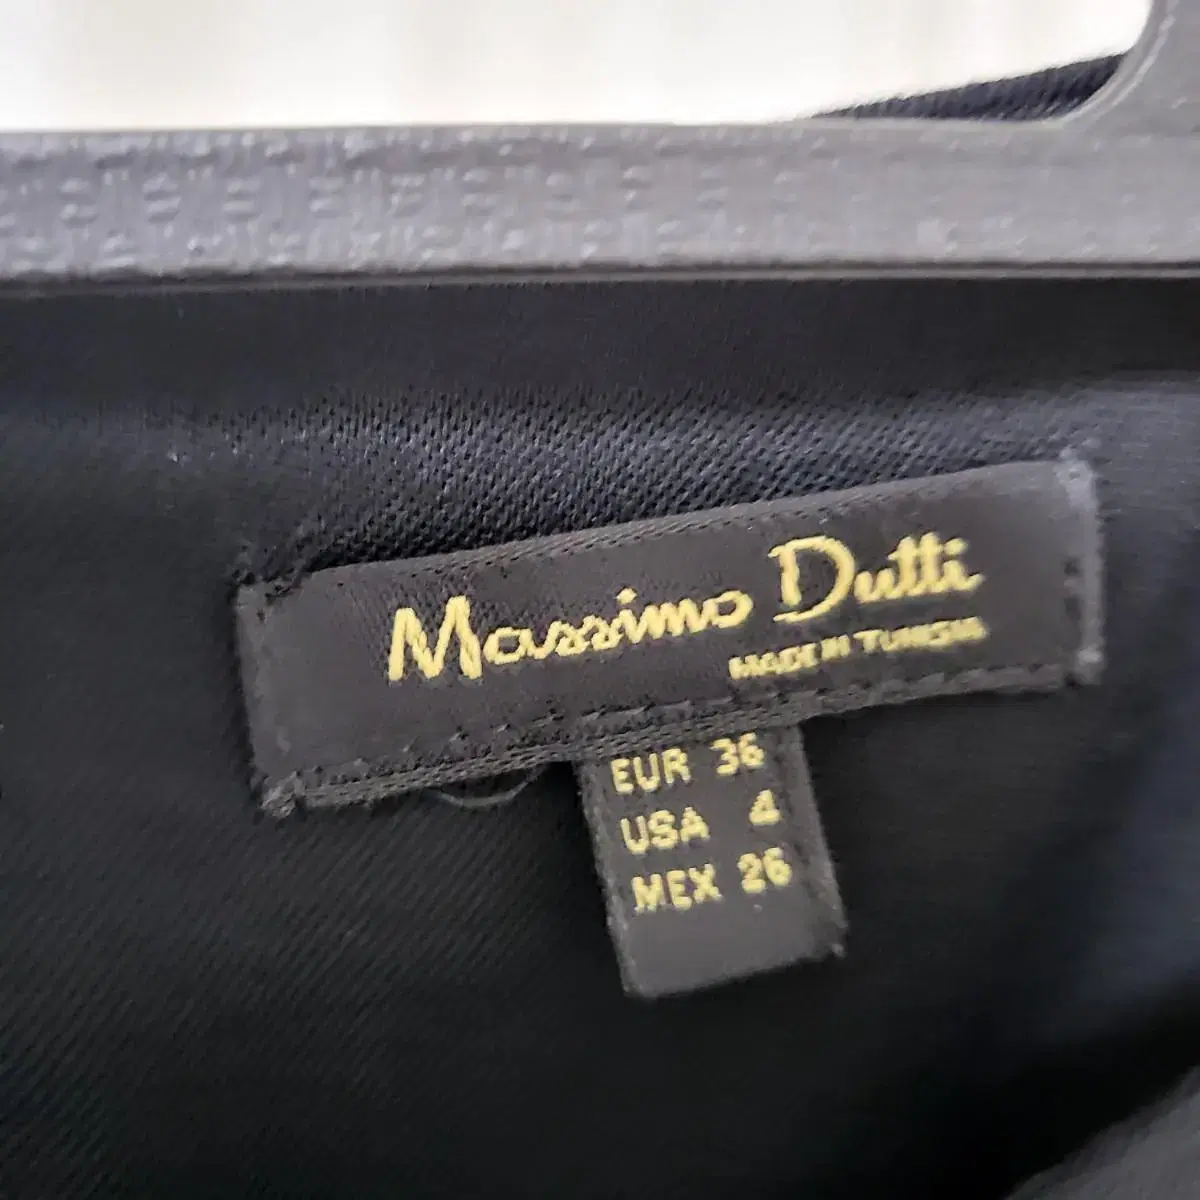 Massimo Dutti
MADE IN TUNISIA
EUR 36
USA 4
MEX 26